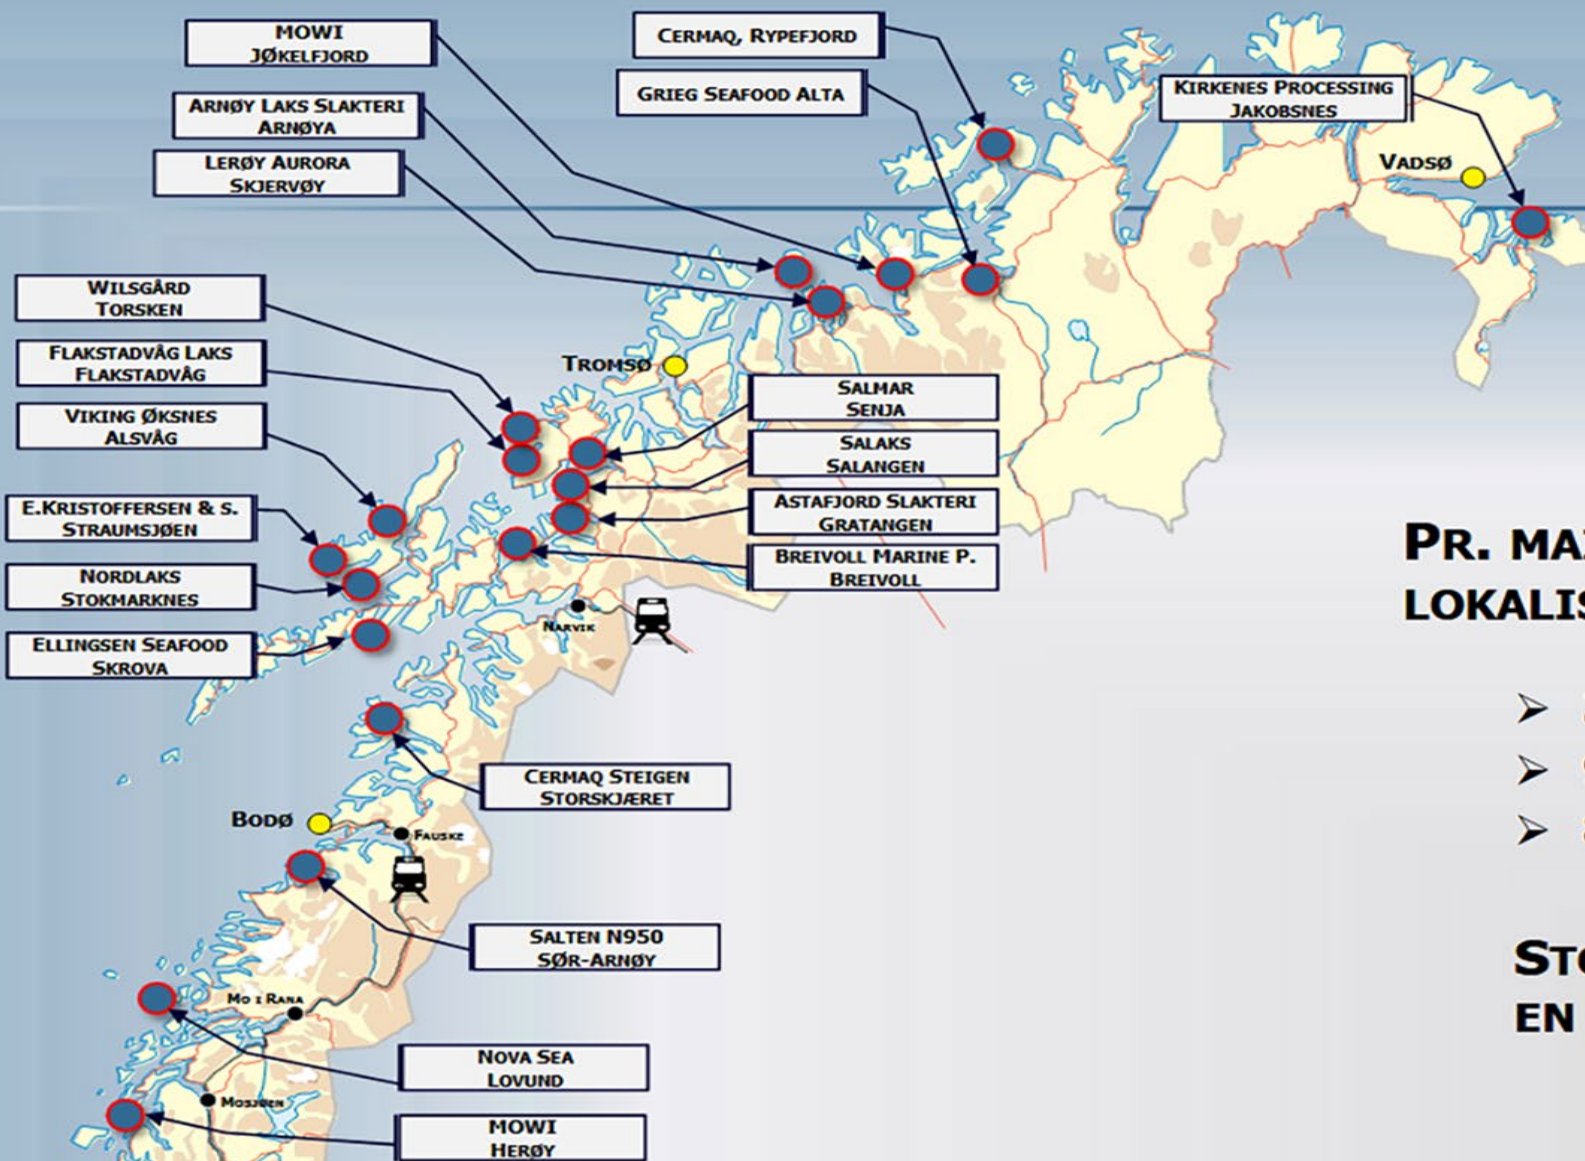 MOWI
JØKELFJORD
CERMAQ, RYPEFJORD
GRIEG SEAFOOD ALTA
KIRKENES PROCESSING
JAKOBSNES
ARNØY LAKS SLAKTERI
ARNØYA
LERØY AURORA
SKJERVØY
VADSØ
WILSGÅRD
TORSKEN
FLAKSTADVÅG LAKS
FLAKSTADVÅG
VIKING ØKSNES
ALSVÅG
TROMSØ
SALMAR
SENJA
SALAKS
SALANGEN
ASTAFJORD SLAKTERI
GRATANGEN
BREIVOLL MARINE P.
BREIVOLL
E.KRISTOFFERSEN & S.
STRAUMSJØEN
NORDLAKS
STOKMARKNES
ELLINGSEN SEAFOOD
SKROVA
NARVIK
PR.
CERMAQ STEIGEN
STORSKJÆRET
BODØ
FAUSKE
SALTEN N950
SØR-ARNØY
MO I RANA
NOVA SEA
LOVUND
MOSJØEN
MOWI
HERØY
EN